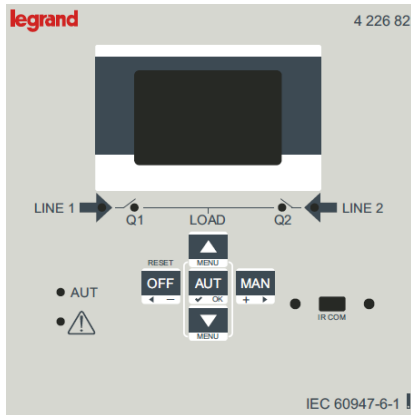 legrand 4 226 82
LINE 1 LINE 2
Q1 LOAD Q2
RESET MENU
OFF AUT MAN
− ✔ OK +
AUT
MENU
IR COM
IEC 60947-6-1